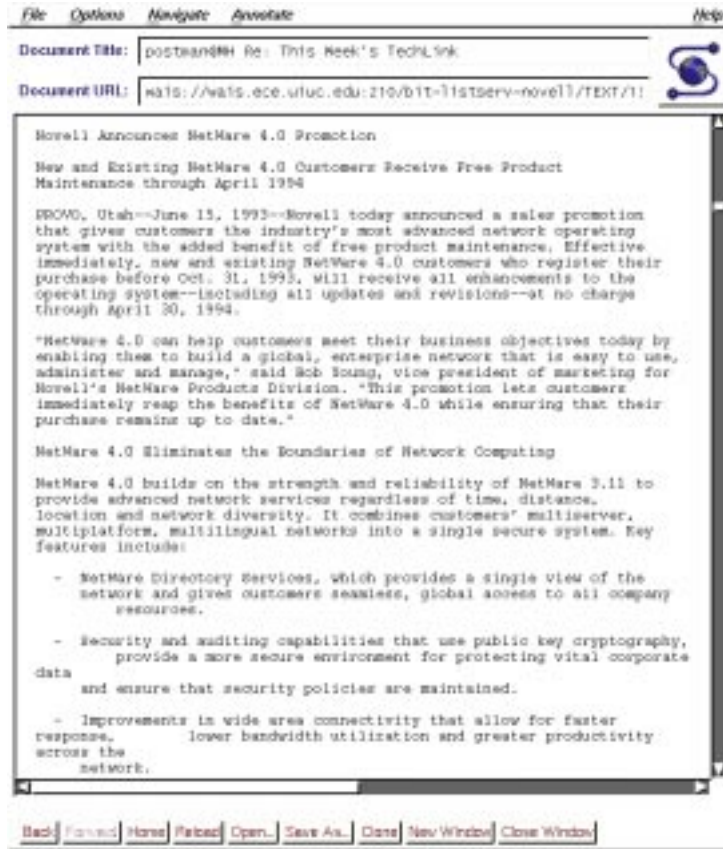 File Options Navigate Annotate Help
Document Title: postman@NH Re: This Week's TechLink
Document URL: wais://wais.ece.uiuc.edu:210/bit-listserv-novell/TEXT/1:
Novell Announces NetWare 4.0 Promotion
New and Existing NetWare 4.0 Customers Receive Free Product
Maintenance through April 1994
PROVO, Utah--June 15, 1993--Novell today announced a sales promotion
that gives customers the industry's most advanced network operating
system with the added benefit of free product maintenance. Effective
immediately, new and existing NetWare 4.0 customers who register their
purchase before Oct. 31, 1993, will receive all enhancements to the
operating system--including all updates and revisions--at no charge
through April 30, 1994.
"NetWare 4.0 can help customers meet their business objectives today by
enabling them to build a global, enterprise network that is easy to use,
administer and manage," said Bob Young, vice president of marketing for
Novell's NetWare Products Division. "This promotion lets customers
immediately reap the benefits of NetWare 4.0 while ensuring that their
purchase remains up to date."
NetWare 4.0 Eliminates the Boundaries of Network Computing
NetWare 4.0 builds on the strength and reliability of NetWare 3.11 to
provide advanced network services regardless of time, distance,
location and network diversity. It combines customers' multiserver,
multiplatform, multilingual networks into a single secure system. Key
features include:
- NetWare Directory Services, which provides a single view of the
network and gives customers seamless, global access to all company
resources.
- Security and auditing capabilities that use public key cryptography,
provide a more secure environment for protecting vital corporate
data
and ensure that security policies are maintained.
- Improvements in wide area connectivity that allow for faster
response, lower bandwidth utilization and greater productivity
across the
network.
Back Forward Home Reload Open... Save As... Clone New Window Close Window